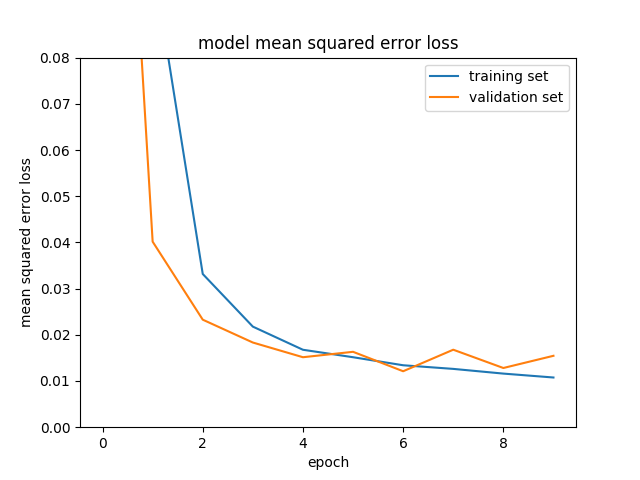 model mean squared error loss
training set
validation set
0.08
0.07
0.06
0.05
0.04
0.03
0.02
0.01
0.00
mean squared error loss
0 2 4 6 8
epoch